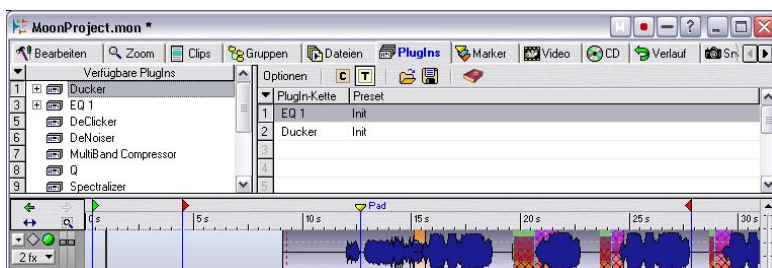 MoonProject.mon *
M ?
Bearbeiten Zoom Clips Gruppen Dateien PlugIns Marker Video CD Verlauf
Verfügbare PlugIns
Optionen C T
PlugIn-Kette Preset
1 Ducker
3 EQ 1
5 DeClicker
6 DeNoiser
7 MultiBand Compressor
8 Q
9 Spectralizer
1 EQ 1 Init
2 Ducker Init
3
4
5
Pad
0 s 5 s 10 s 15 s 20 s 25 s 30 s
2 fx